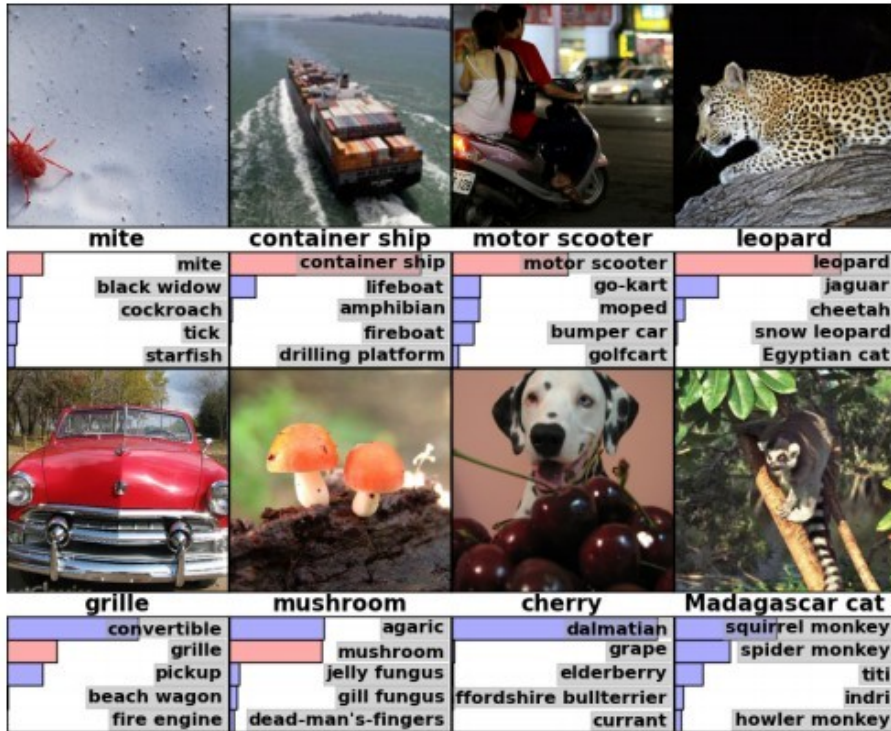 mite
container ship
motor scooter
leopard
mite
black widow
cockroach
tick
starfish
container ship
lifeboat
amphibian
fireboat
drilling platform
motor scooter
go-kart
moped
bumper car
golfcart
leopard
jaguar
cheetah
snow leopard
Egyptian cat
grille
mushroom
cherry
Madagascar cat
convertible
grille
pickup
beach wagon
fire engine
agaric
mushroom
jelly fungus
gill fungus
dead-man's-fingers
dalmatian
grape
elderberry
ffordshire bullterrier
currant
squirrel monkey
spider monkey
titi
indri
howler monkey